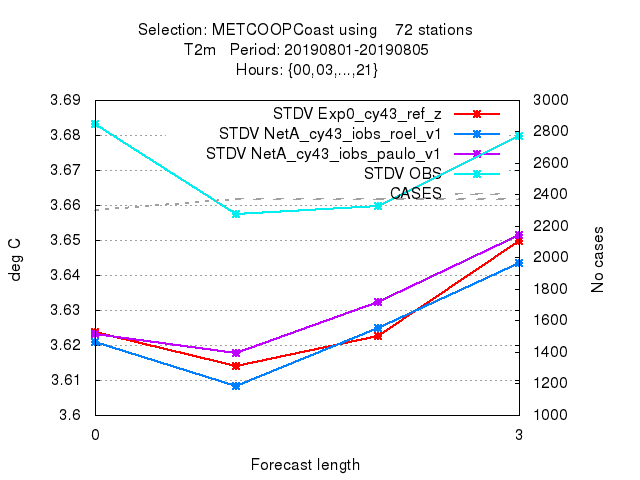 Selection: METCOOPCoast using    72 stations
T2m   Period: 20190801-20190805
Hours: {00,03,...,21}
3.69
3.68
3.67
3.66
3.65
3.64
3.63
3.62
3.61
3.6
deg C
STDV Exp0_cy43_ref_z
STDV NetA_cy43_iobs_roel_v1
STDV NetA_cy43_iobs_paulo_v1
STDV OBS
CASES
3000
2800
2600
2400
2200
2000
1800
1600
1400
1200
1000
No cases
0
3
Forecast length